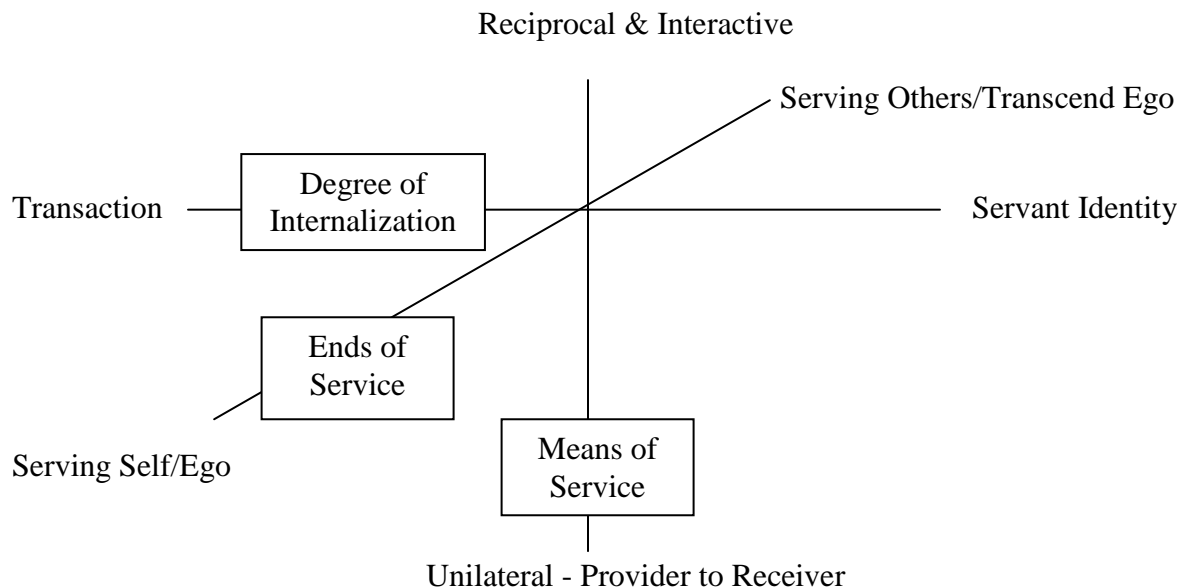 Reciprocal & Interactive
Serving Others/Transcend Ego
Degree of
Internalization
Transaction
Servant Identity
Ends of
Service
Serving Self/Ego
Means of
Service
Unilateral - Provider to Receiver